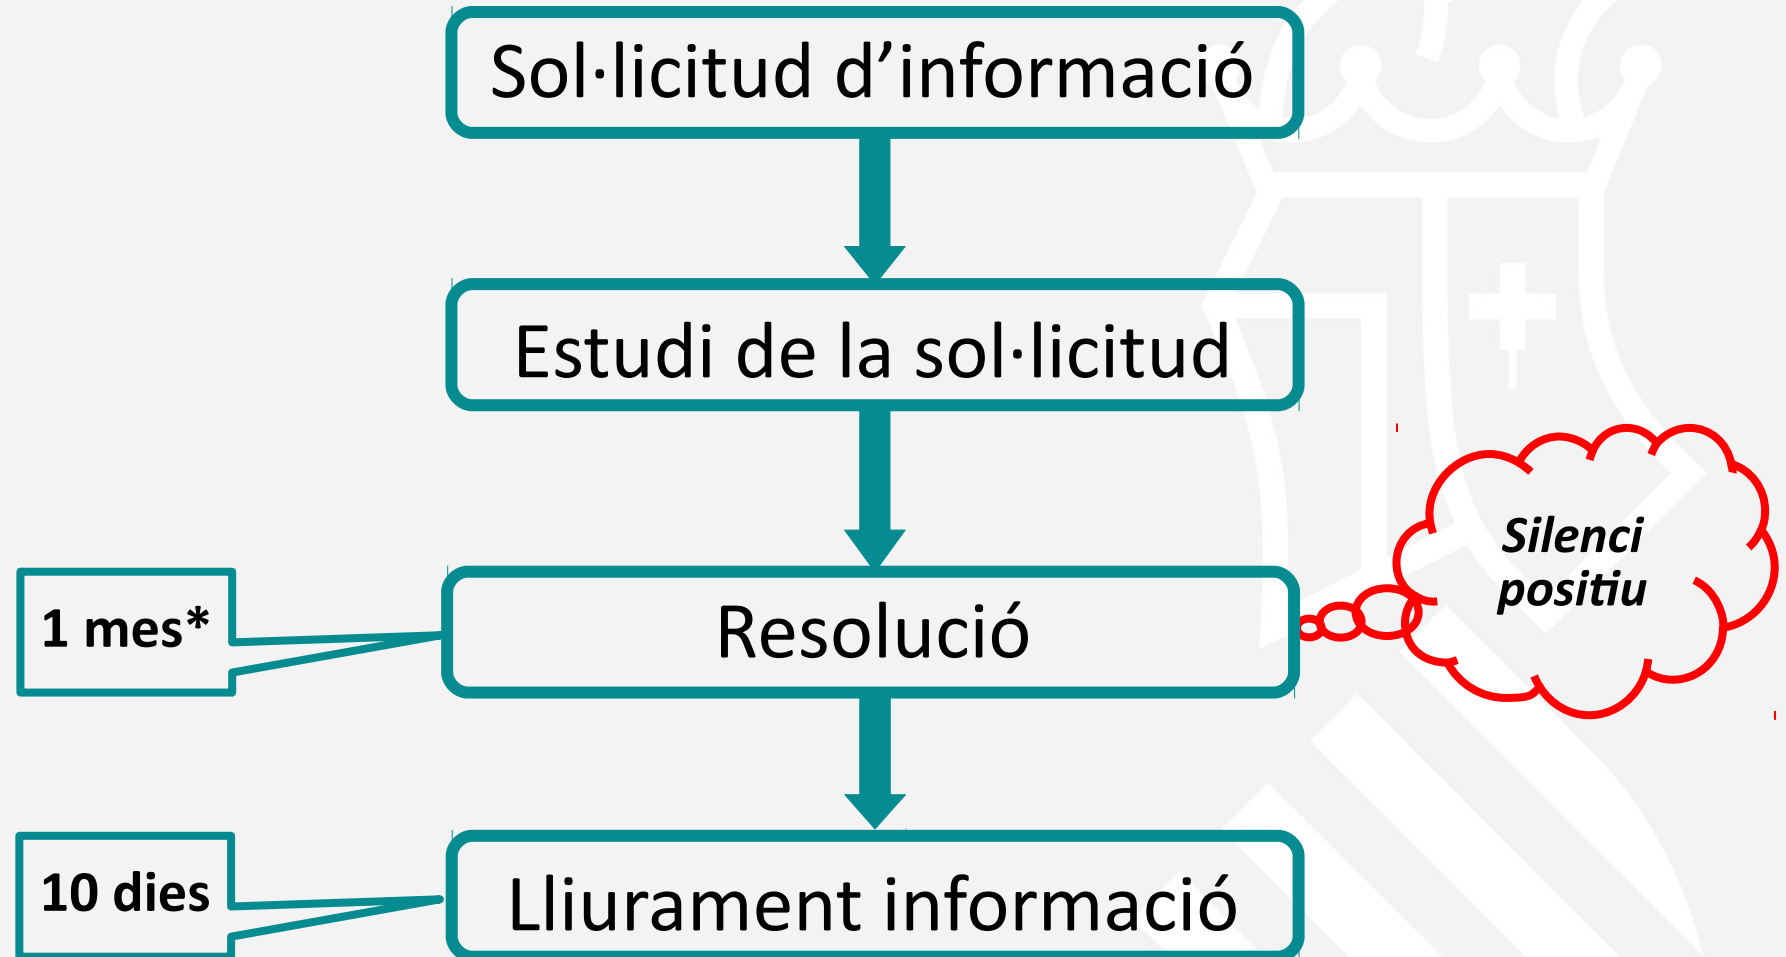 Sol·licitud d’informació
Estudi de la sol·licitud
Silenci
positiu
1 mes*
Resolució
10 dies
Lliurament informació